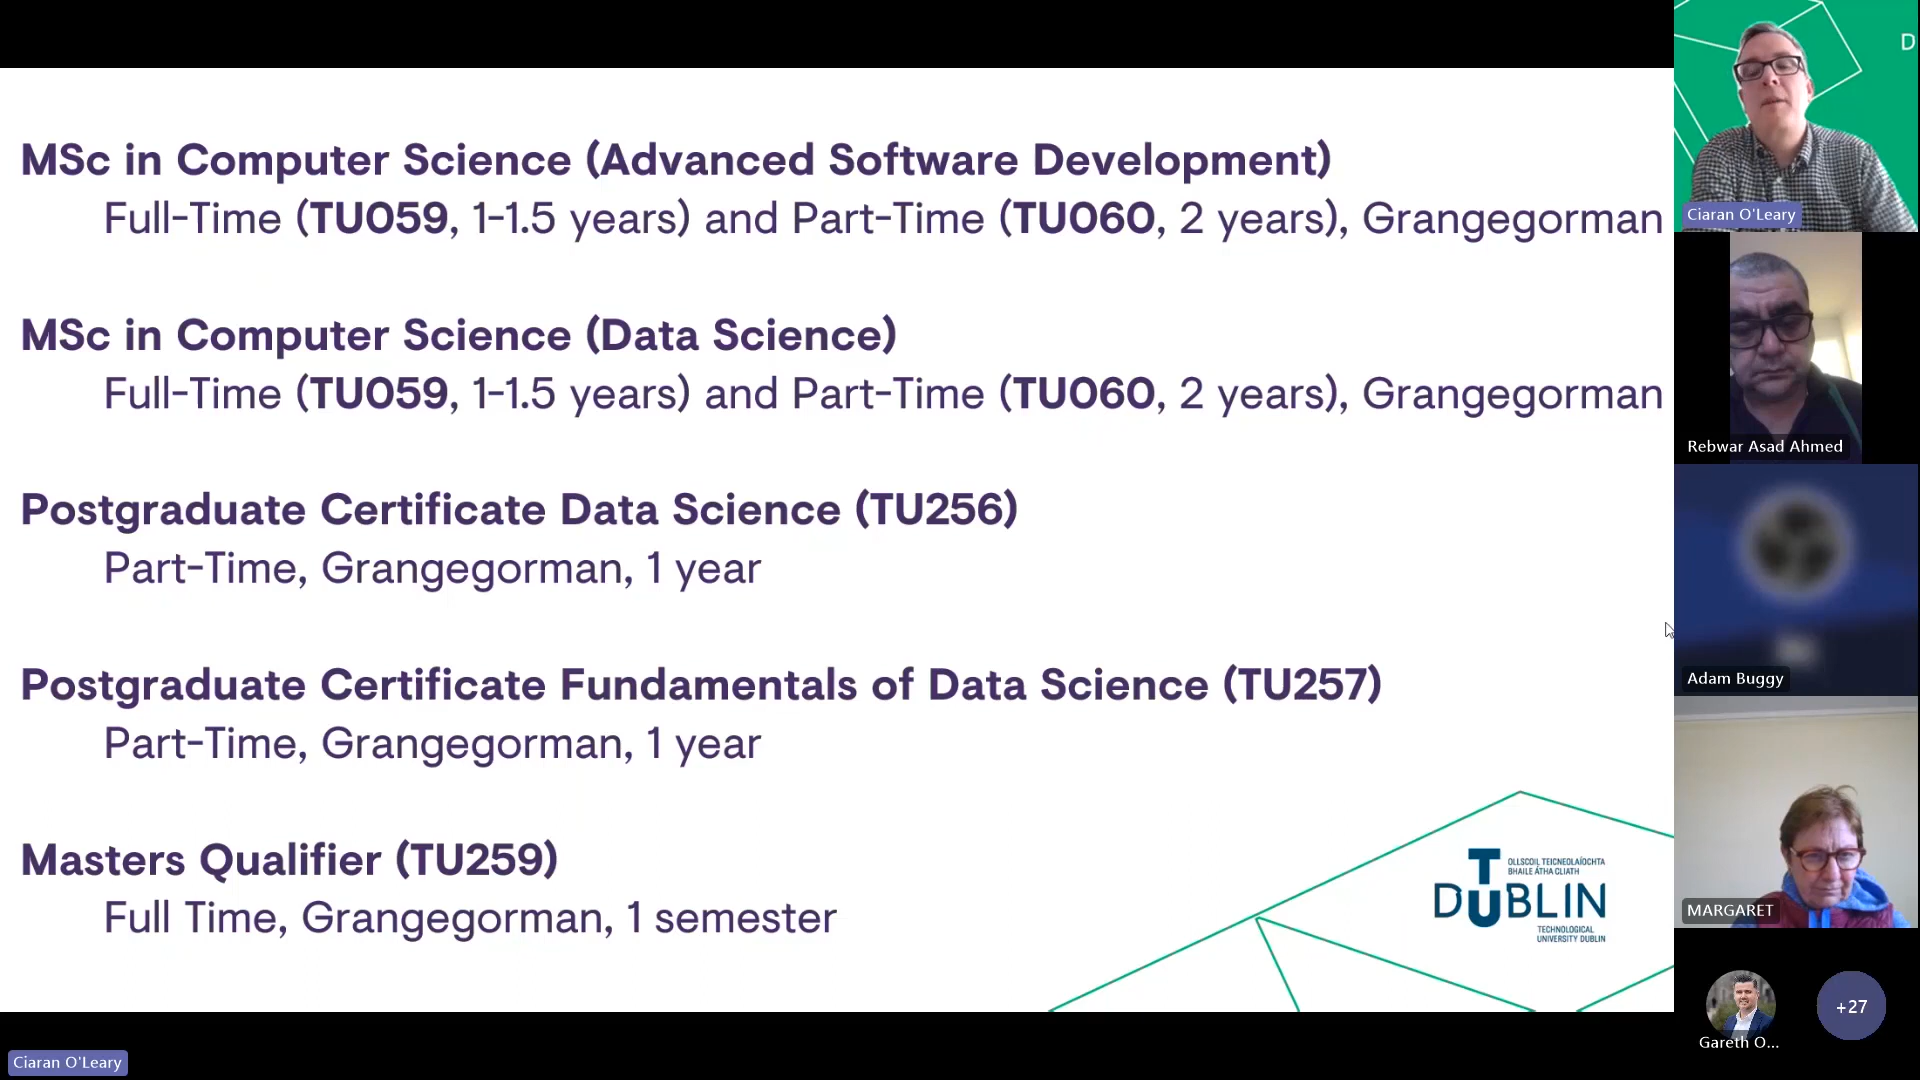 MSc in Computer Science (Advanced Software Development)
Full-Time (TU059, 1-1.5 years) and Part-Time (TU060, 2 years), Grangegorman
MSc in Computer Science (Data Science)
Full-Time (TU059, 1-1.5 years) and Part-Time (TU060, 2 years), Grangegorman
Postgraduate Certificate Data Science (TU256)
Part-Time, Grangegorman, 1 year
Postgraduate Certificate Fundamentals of Data Science (TU257)
Part-Time, Grangegorman, 1 year
Masters Qualifier (TU259)
Full Time, Grangegorman, 1 semester
OLLSCOIL TEICNEOLAÍOCHTA
BHAILE ÁTHA CLIATH
TU DUBLIN
TECHNOLOGICAL
UNIVERSITY DUBLIN
D
Ciaran O'Leary
Rebwar Asad Ahmed
Adam Buggy
MARGARET
Gareth O...
+27
Ciaran O'Leary